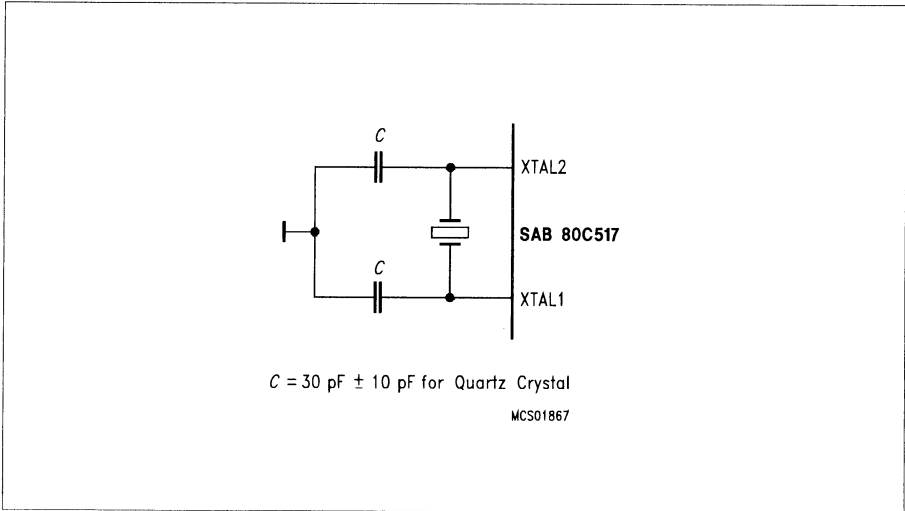 C
XTAL2
SAB 80C517
C
XTAL1
C = 30 pF ± 10 pF for Quartz Crystal
MCS01867